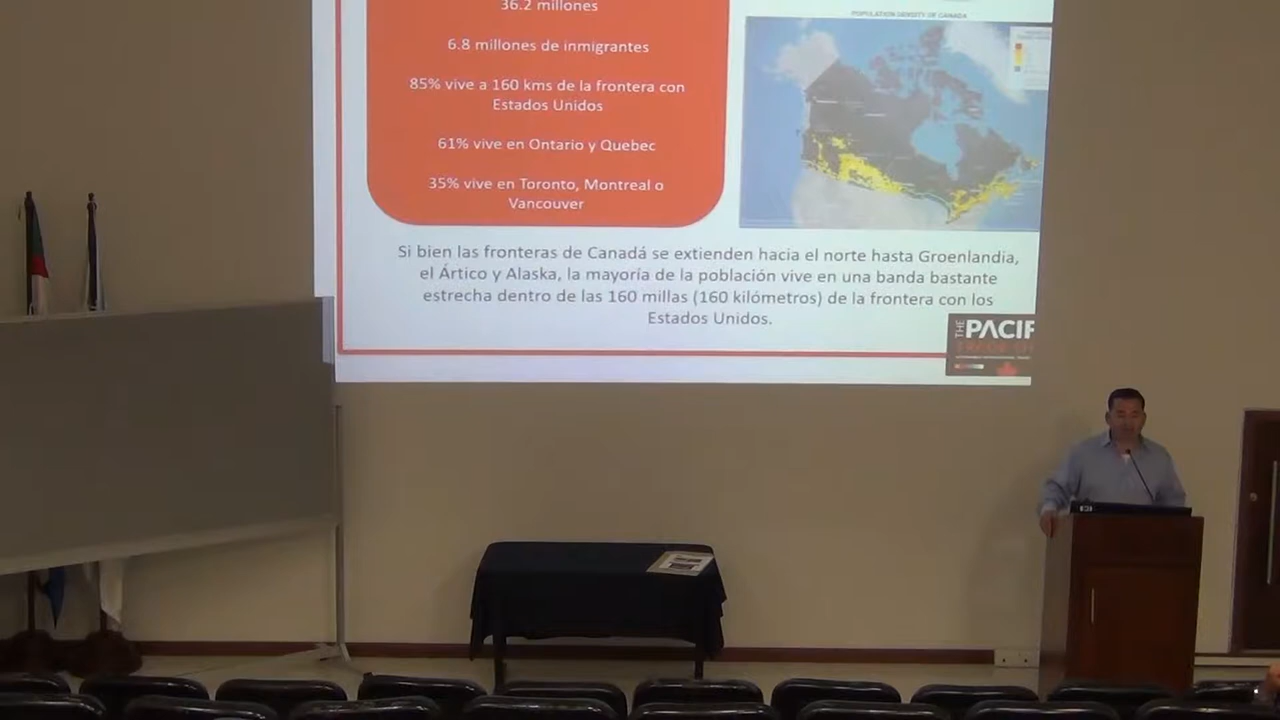 36.2 millones
6.8 millones de inmigrantes
85% vive a 160 kms de la frontera con
Estados Unidos
61% vive en Ontario y Quebec
35% vive en Toronto, Montreal o
Vancouver
POPULATION DENSITY OF CANADA
Si bien las fronteras de Canadá se extienden hacia el norte hasta Groenlandia,
el Ártico y Alaska, la mayoría de la población vive en una banda bastante
estrecha dentro de las 160 millas (160 kilómetros) de la frontera con los
Estados Unidos.
THE PACIF